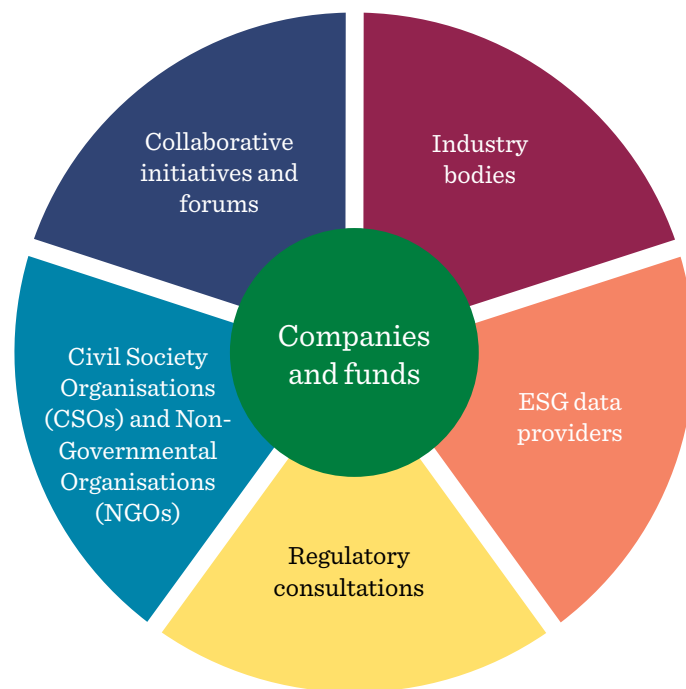 Collaborative
initiatives and
forums
Industry
bodies
Companies
and funds
Civil Society
Organisations
(CSOs) and Non-
Governmental
Organisations
(NGOs)
ESG data
providers
Regulatory
consultations